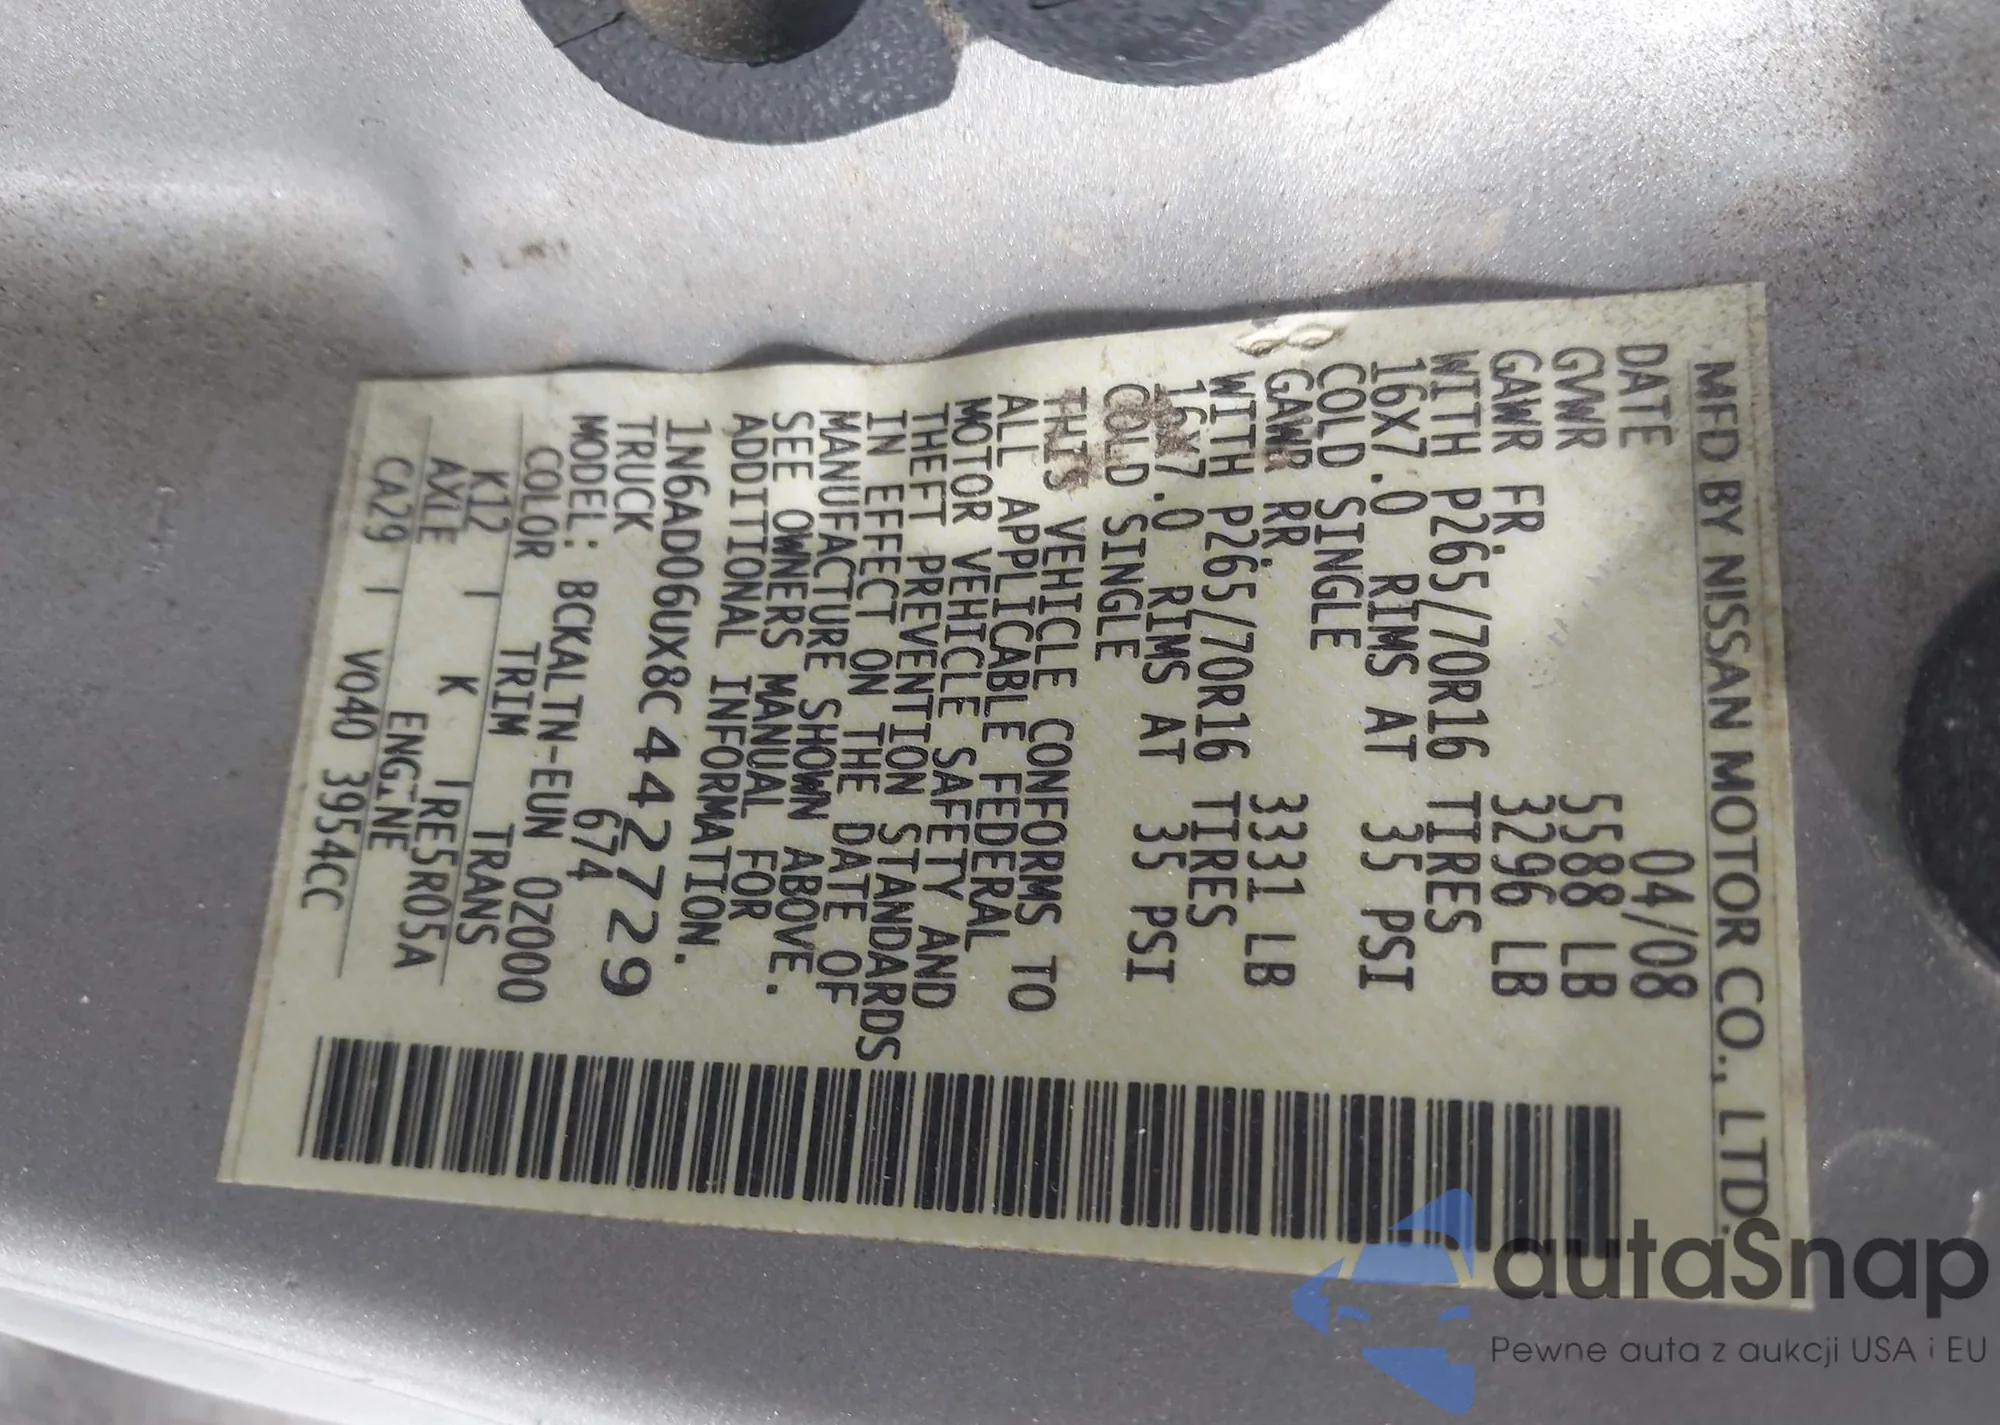 MFD BY NISSAN MOTOR CO., LTD.
DATE 04/08
GVWR 5588 LB
GAWR FR. 3296 LB
WITH P265/70R16 TIRES
16X7.0 RIMS AT 35 PSI
COLD SINGLE
GAWR RR. 3331 LB
WITH P265/70R16 TIRES
16X7.0 RIMS AT 35 PSI
COLD SINGLE
THIS VEHICLE CONFORMS TO
ALL APPLICABLE FEDERAL
MOTOR VEHICLE SAFETY AND
THEFT PREVENTION STANDARDS
IN EFFECT ON THE DATE OF
MANUFACTURE SHOWN ABOVE.
SEE OWNERS MANUAL FOR
ADDITIONAL INFORMATION.
1N6AD06UX8C442729
TRUCK 674
MODEL: BCKALTN-EUN 0Z000
COLOR TRIM TRANS
K12 K RE5R05A
AXLE ENGINE
CA29 VQ40 3954CC
autaSnap
Pewne auta z aukcji USA i EU